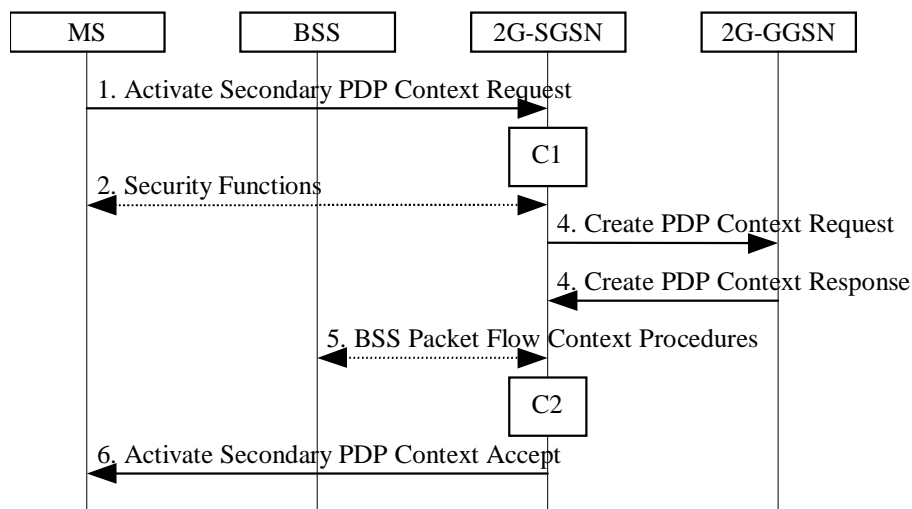 MS
BSS
2G-SGSN
2G-GGSN
1. Activate Secondary PDP Context Request
C1
2. Security Functions
4. Create PDP Context Request
4. Create PDP Context Response
5. BSS Packet Flow Context Procedures
C2
6. Activate Secondary PDP Context Accept